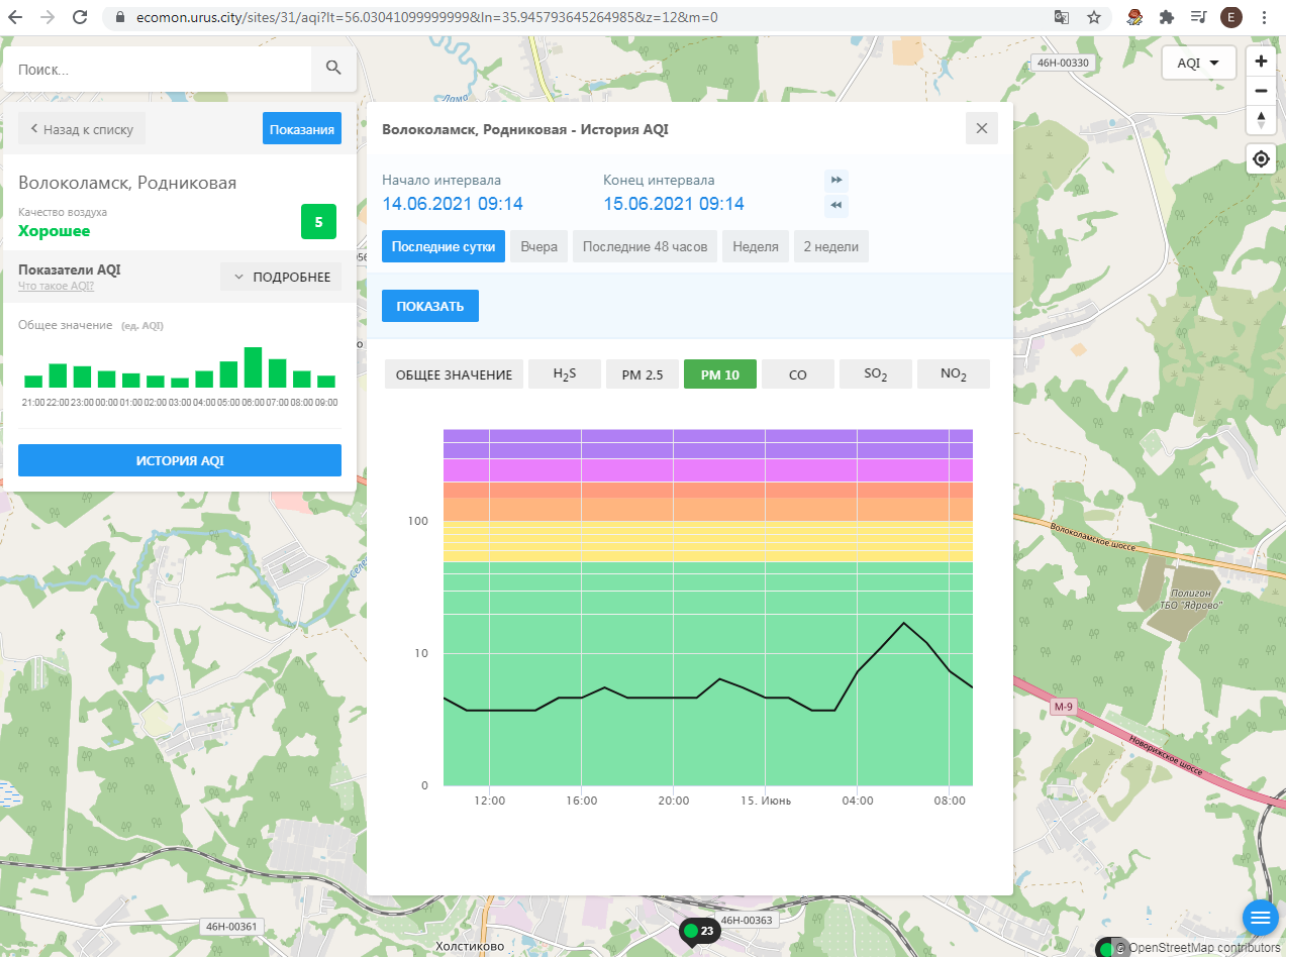 ecomon.urus.city/sites/31/aqi?lt=56.03041099999999&ln=35.945793645264985&z=12&m=0
E
Поиск...
46Н-00330
AQI
Лама
Назад к списку
Показания
Волоколамск, Родниковая
Качество воздуха
Хорошее
5
Показатели AQI
Что такое AQI?
ПОДРОБНЕЕ
Общее значение (ед. AQI)
21:00 22:00 23:00 00:00 01:00 02:00 03:00 04:00 05:00 06:00 07:00 08:00 09:00
ИСТОРИЯ AQI
Волоколамск, Родниковая - История AQI
Начало интервала
Конец интервала
14.06.2021 09:14
15.06.2021 09:14
Последние сутки
Вчера
Последние 48 часов
Неделя
2 недели
ПОКАЗАТЬ
ОБЩЕЕ ЗНАЧЕНИЕ
H2S
PM 2.5
PM 10
CO
SO2
NO2
100
10
0
12:00
16:00
20:00
15. Июнь
04:00
08:00
Волоколамское шоссе
Полигон
ТБО "Ядрово"
М-9
Новорижское шоссе
46Н-00361
46Н-00363
23
Холстиково
© OpenStreetMap contributors